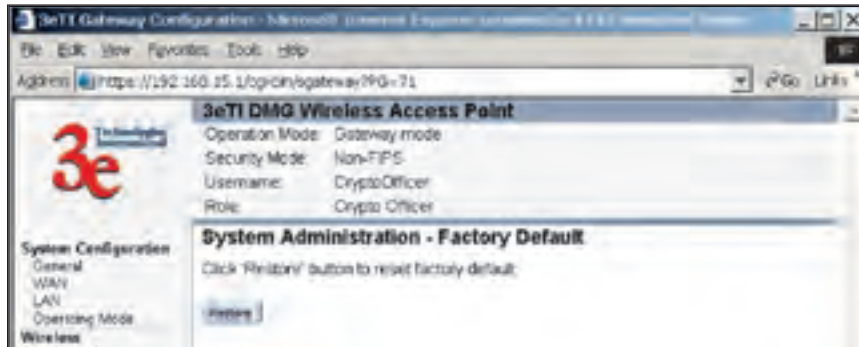 3eTI Gateway Configuration - Microsoft Internet Explorer
File Edit View Favorites Tools Help
Address https://192.168.15.1/cgi-bin/sgateway?PG=71 Go Links
3e Technologies
3eTI DMG Wireless Access Point
Operation Mode: Gateway mode
Security Mode: Non-FIPS
Username: CryptoOfficer
Role: Crypto Officer
System Configuration
General
WAN
LAN
Operating Mode
Wireless
System Administration - Factory Default
Click 'Restore' button to reset factory default.
Restore